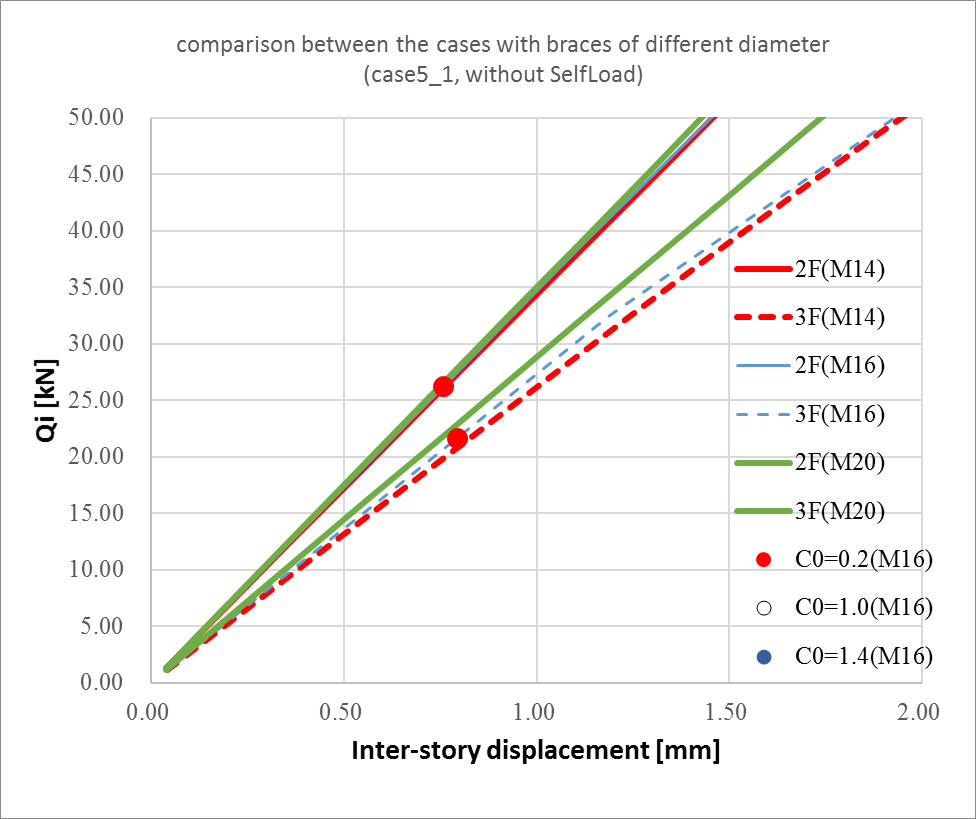 comparison between the cases with braces of different diameter
(case5_1, without SelfLoad)
50.00
45.00
40.00
35.00
30.00
25.00
20.00
15.00
10.00
5.00
0.00
Qi [kN]
2F(M14)
3F(M14)
2F(M16)
3F(M16)
2F(M20)
3F(M20)
C0=0.2(M16)
C0=1.0(M16)
C0=1.4(M16)
0.00 0.50 1.00 1.50 2.00
Inter-story displacement [mm]